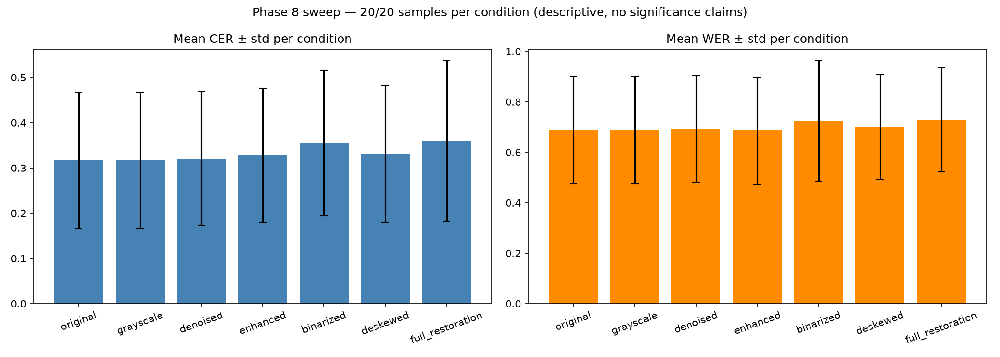 Phase 8 sweep — 20/20 samples per condition (descriptive, no significance claims)
Mean CER ± std per condition
0.5
0.4
0.3
0.2
0.1
0.0
original
grayscale
denoised
enhanced
binarized
deskewed
full_restoration
Mean WER ± std per condition
1.0
0.8
0.6
0.4
0.2
0.0
original
grayscale
denoised
enhanced
binarized
deskewed
full_restoration